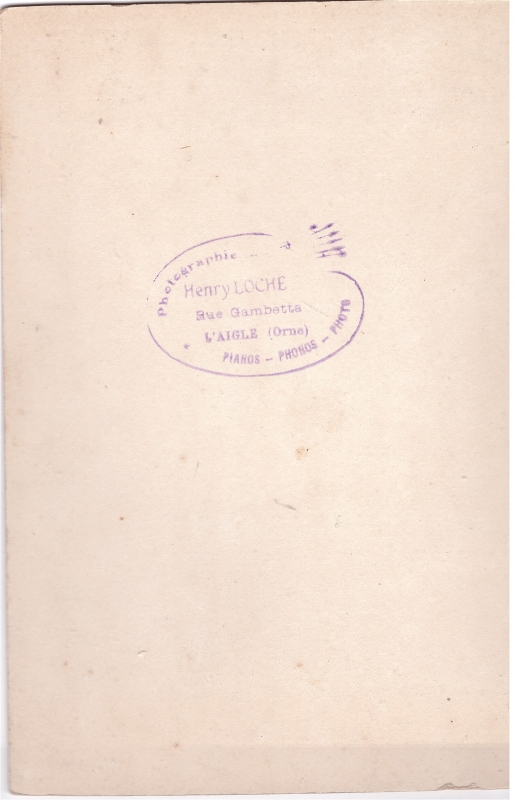 Photographie
Henry LOCHE
Rue Gambetta
L'AIGLE (Orne)
PIANOS - PHONOS - PHOTO